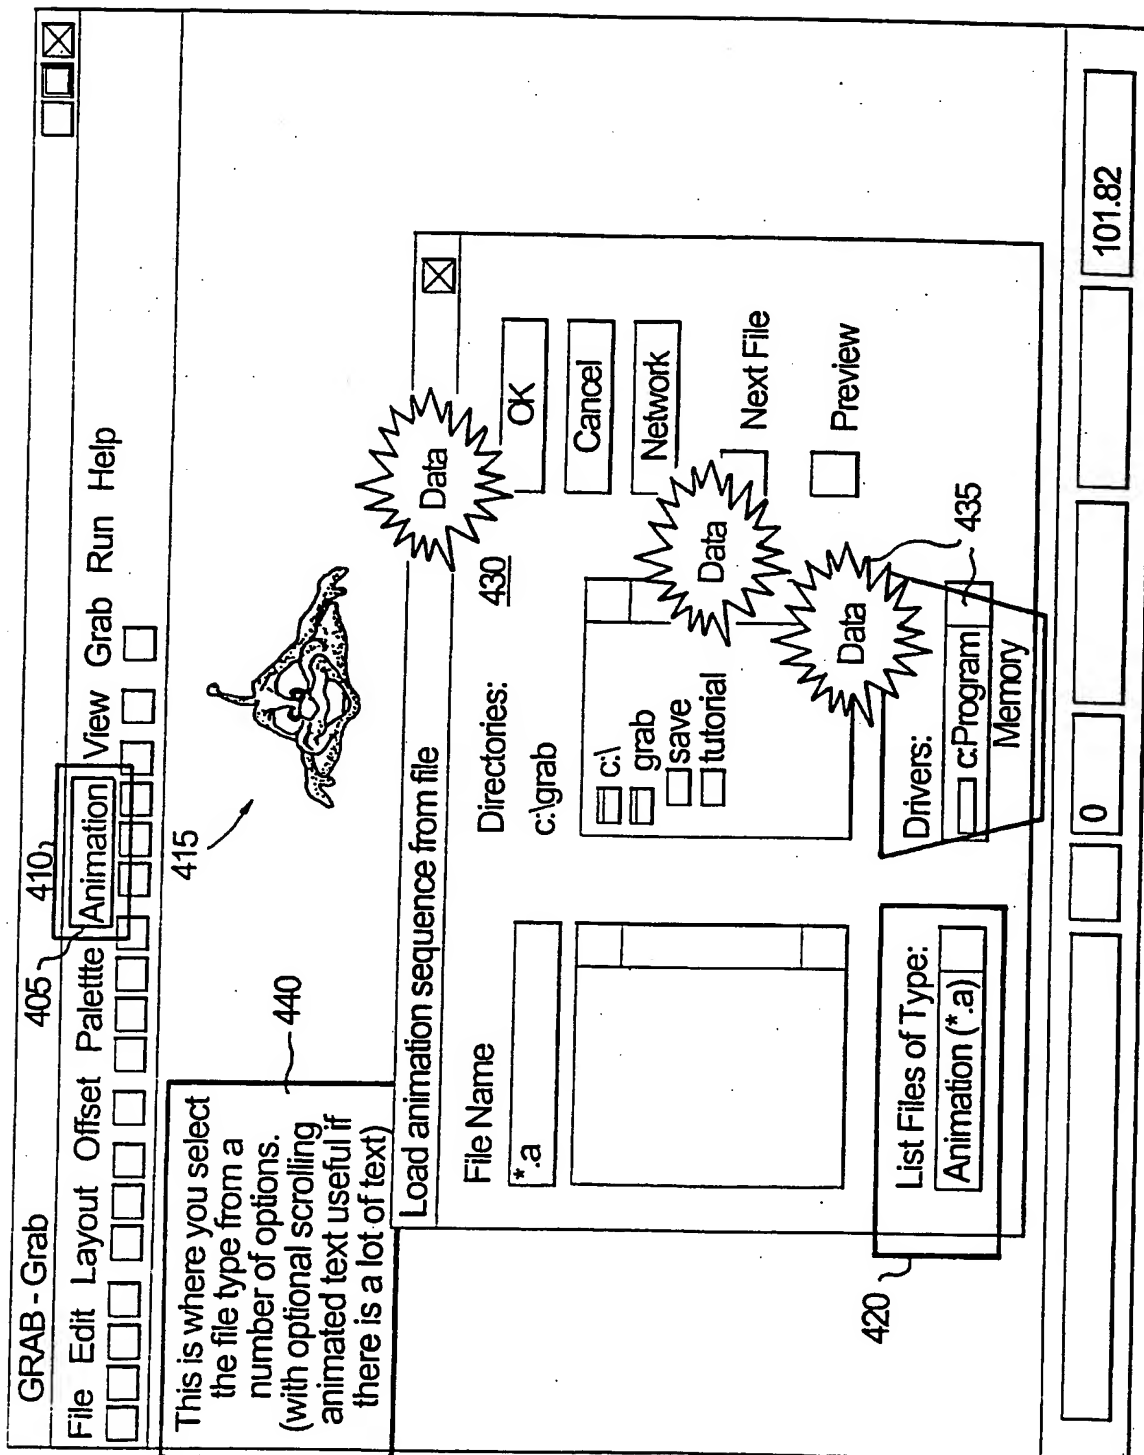 GRAB - Grab
405
410
File Edit Layout Offset Palettte Animation View Grab Run Help
415
This is where you select
the file type from a
number of options.
(with optional scrolling
animated text useful if
there is a lot of text)
440
Load animation sequence from file
Data
File Name
*.a
Directories:
c:\grab
430
OK
Cancel
Network
Next File
Preview
c:\
grab
save
tutorial
Data
Data
435
List Files of Type:
Animation (*.a)
420
Drivers:
c:Program
Memory
0
101.82